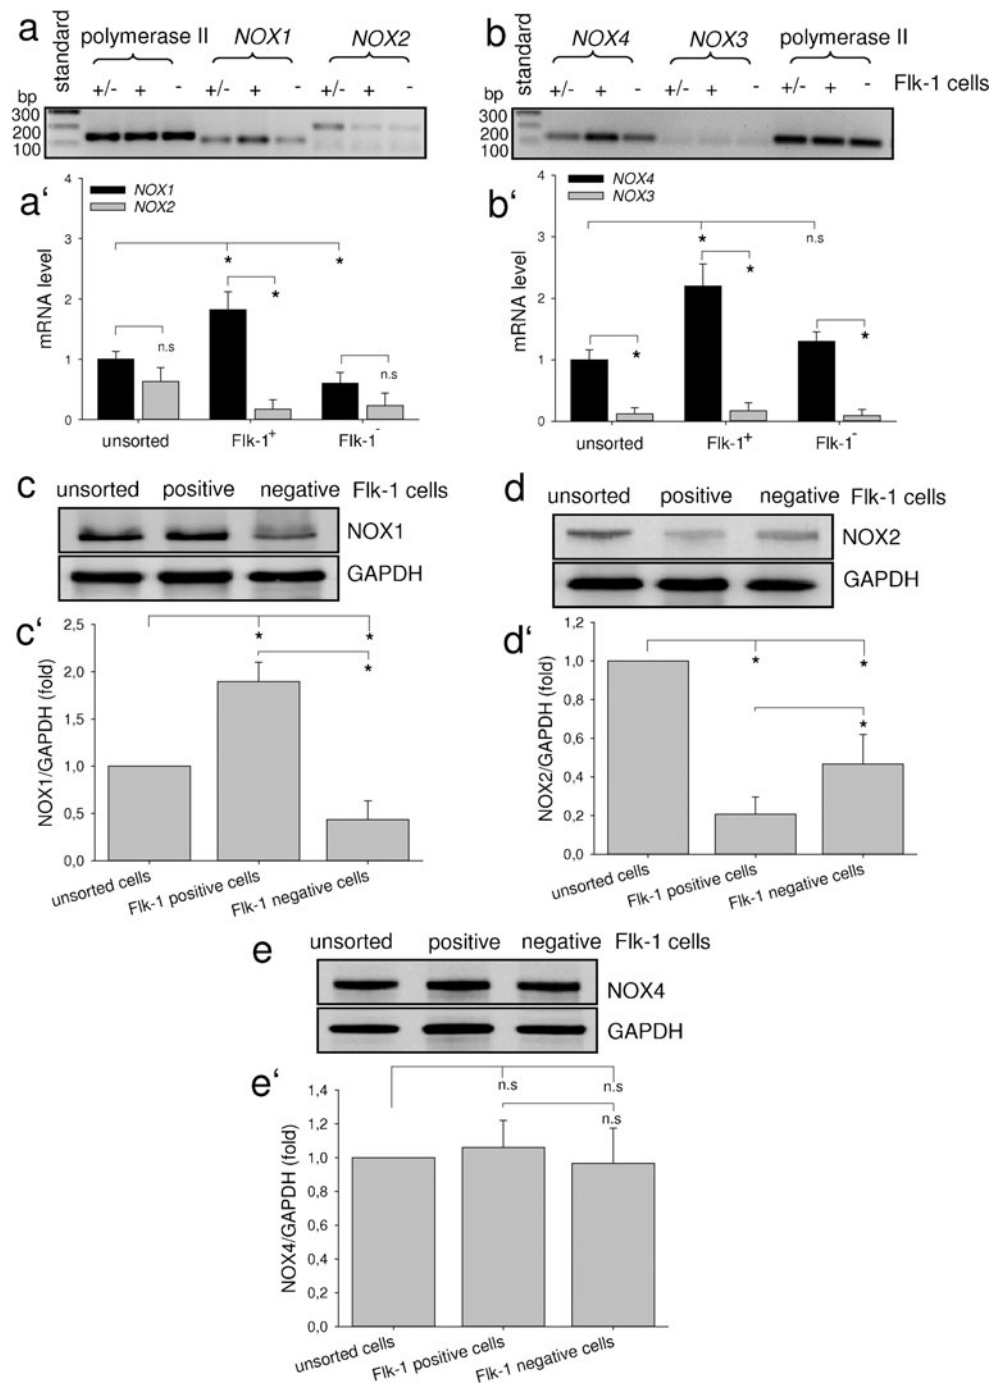 a
standard
polymerase II NOX1 NOX2
+/- + - +/- + - +/- + -
bp
300
200
100
b
standard
NOX4 NOX3 polymerase II
+/- + - +/- + - +/- + - Flk-1 cells
bp
300
200
100
a'
NOX1
NOX2
mRNA level
4
3
2
1
0
n.s
*
*
*
n.s
unsorted Flk-1+ Flk-1-
b'
NOX4
NOX3
mRNA level
4
3
2
1
0
*
*
*
n.s
*
unsorted Flk-1+ Flk-1-
c
unsorted positive negative Flk-1 cells
NOX1
GAPDH
d
unsorted positive negative Flk-1 cells
NOX2
GAPDH
c'
NOX1/GAPDH (fold)
2,5
2,0
1,5
1,0
0,5
0,0
* *
*
unsorted cells
Flk-1 positive cells
Flk-1 negative cells
d'
NOX2/GAPDH (fold)
1,2
1,0
0,8
0,6
0,4
0,2
0,0
* *
*
unsorted cells
Flk-1 positive cells
Flk-1 negative cells
e
unsorted positive negative Flk-1 cells
NOX4
GAPDH
e'
NOX4/GAPDH (fold)
1,4
1,2
1,0
0,8
0,6
0,4
0,2
0,0
n.s n.s
n.s
unsorted cells
Flk-1 positive cells
Flk-1 negative cells